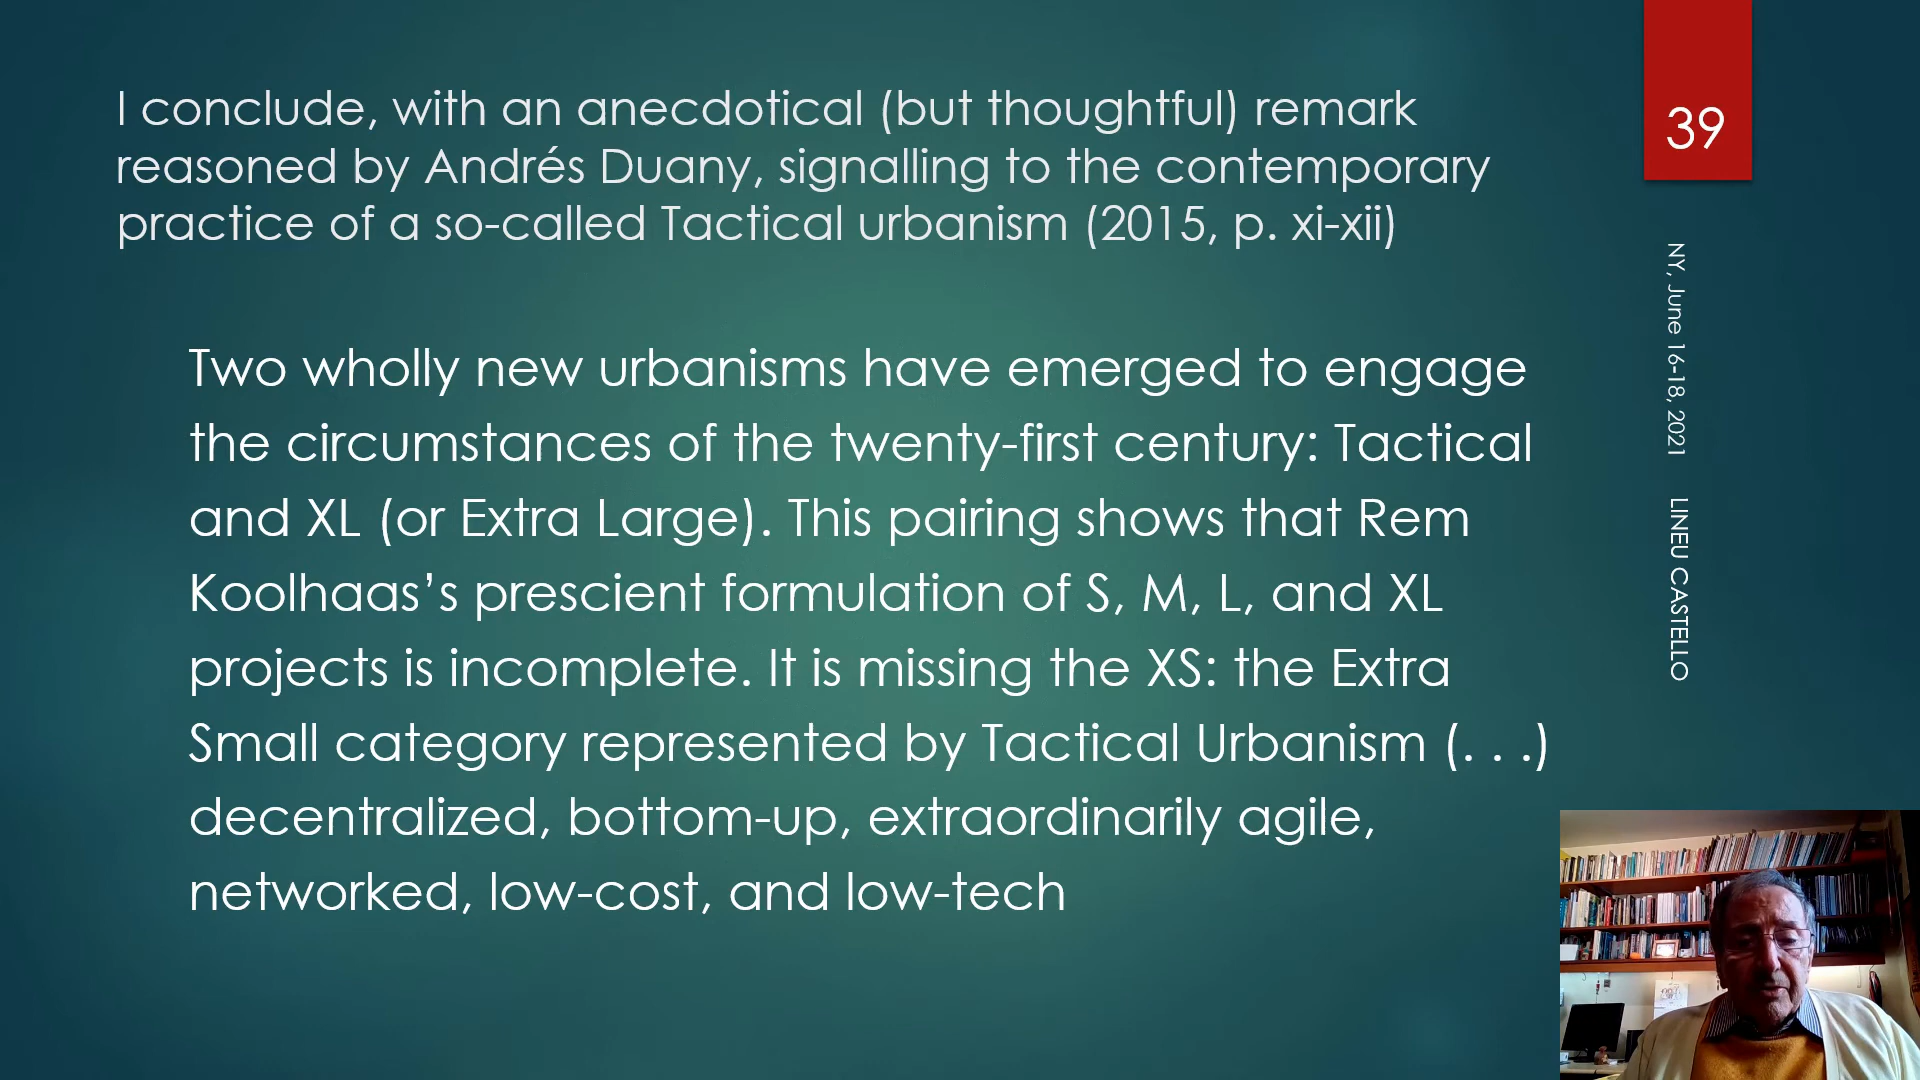 I conclude, with an anecdotical (but thoughtful) remark
reasoned by Andrés Duany, signalling to the contemporary
practice of a so-called Tactical urbanism (2015, p. xi-xii)
39
Two wholly new urbanisms have emerged to engage
the circumstances of the twenty-first century: Tactical
and XL (or Extra Large). This pairing shows that Rem
Koolhaas’s prescient formulation of S, M, L, and XL
projects is incomplete. It is missing the XS: the Extra
Small category represented by Tactical Urbanism (. . .)
decentralized, bottom-up, extraordinarily agile,
networked, low-cost, and low-tech
NY, June 16-18, 2021 LINEU CASTELLO